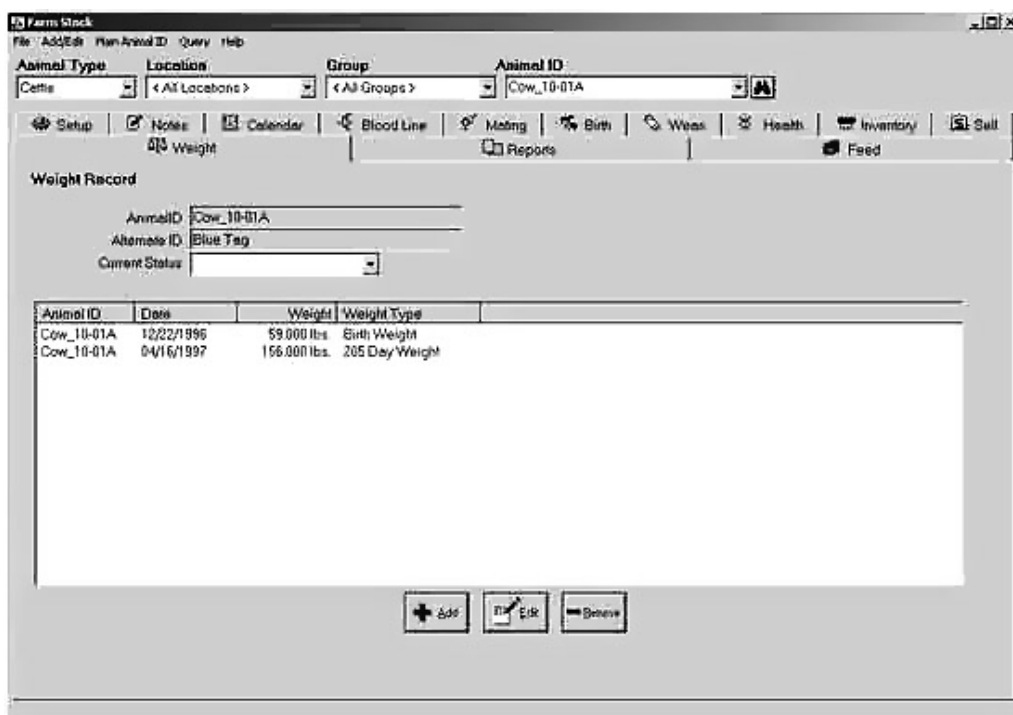 Farm Stock
File Add/Edit Main Animal ID Query Help
Animal Type Location Group Animal ID
Cattle < All Locations > < All Groups > Cow_10-01A
Setup Notes Calendar Blood Line Mating Birth Wean Health Inventory Sell
Weight Reports Feed
Weight Record
AnimalID Cow_10-01A
Alternate ID Blue Tag
Current Status
Animal ID Date Weight Weight Type
Cow_10-01A 12/22/1996 59.000 lbs. Birth Weight
Cow_10-01A 04/16/1997 156.000 lbs. 205 Day Weight
Add Edit Remove